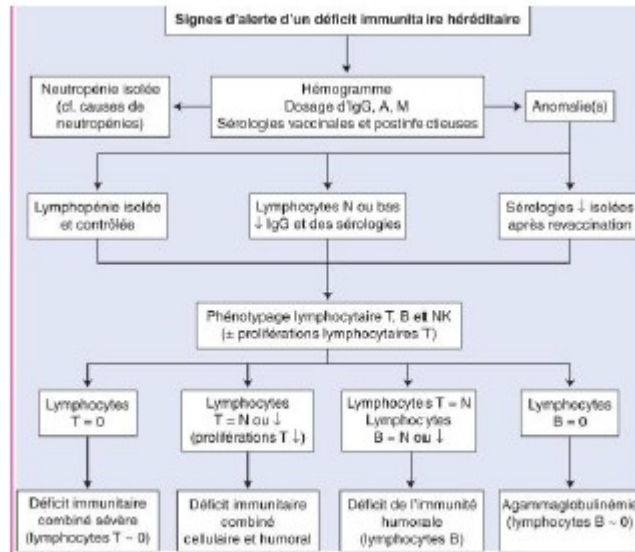 Signes d'alerte d'un déficit immunitaire héréditaire
Neutropénie isolée
(cf. causes de
neutropénies)
Hémogramme
Dosage d'IgG, A, M
Sérologies vaccinales et postinfectieuses
Anomalie(s)
Lymphopénie isolée
et contrôlée
Lymphocytes N ou bas
↓ IgG et des sérologies
Sérologies ↓ isolées
après revaccination
Phénotypage lymphocytaire T, B et NK
(± proliférations lymphocytaires T)
Lymphocytes
T = 0
Lymphocytes
T = N ou ↓
(proliférations T ↓)
Lymphocytes T = N
Lymphocytes
B = N ou ↓
Lymphocytes
B = 0
Déficit immunitaire
combiné sévère
(lymphocytes T ~ 0)
Déficit immunitaire
combiné
cellulaire et humoral
Déficit de l'immunité
humorale
(lymphocytes B)
Agammaglobulinémie
(lymphocytes B ~ 0)